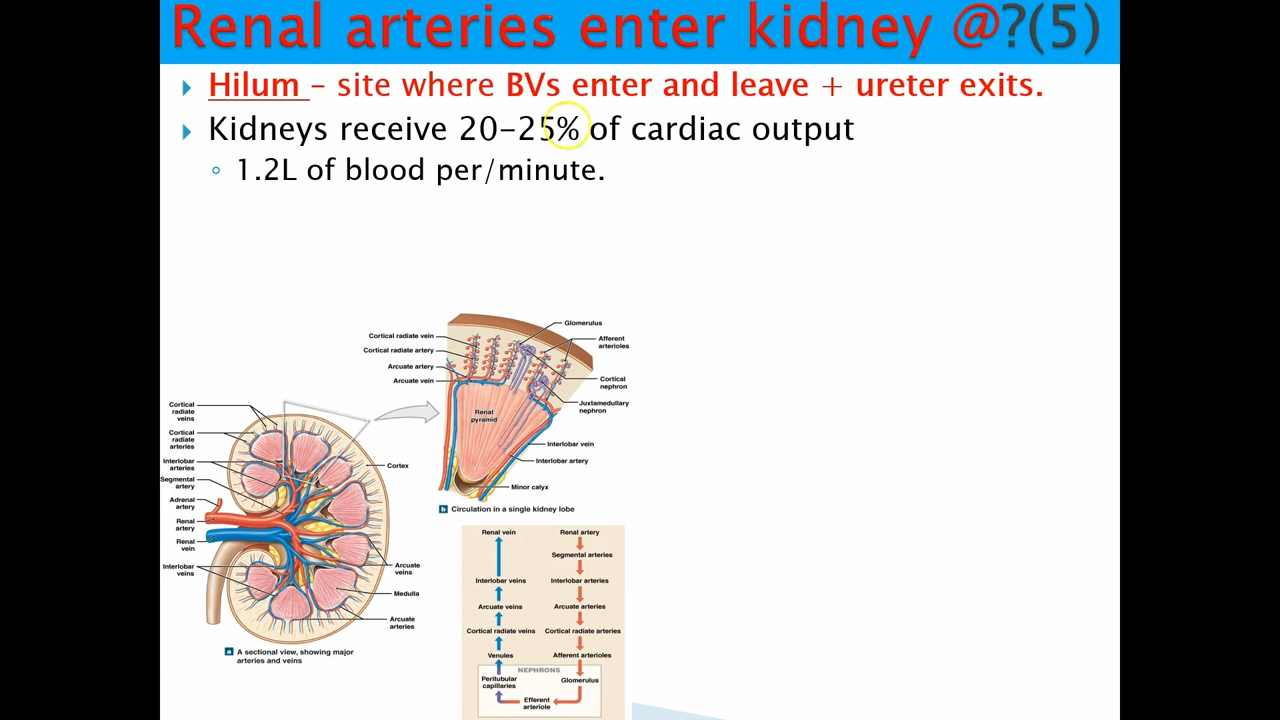 Renal arteries enter kidney @?(5)
Hilum – site where BVs enter and leave + ureter exits.
Kidneys receive 20-25% of cardiac output
1.2L of blood per/minute.
Glomerulus
Cortical radiate vein
Afferent
arterioles
Cortical radiate artery
Arcuate artery
Arcuate vein
Cortical
nephron
Juxtamedullary
nephron
Renal
pyramid
Interlobar vein
Interlobar artery
Minor calyx
b Circulation in a single kidney lobe
Cortical
radiate
veins
Cortical
radiate
arteries
Interlobar
arteries
Segmental
artery
Adrenal
artery
Renal
artery
Renal
vein
Interlobar
veins
Cortex
Arcuate
veins
Medulla
Arcuate
arteries
a A sectional view, showing major
arteries and veins
Renal vein
Renal artery
Segmental arteries
Interlobar veins
Interlobar arteries
Arcuate veins
Arcuate arteries
Cortical radiate veins
Cortical radiate arteries
Venules
Afferent arterioles
NEPHRONS
Peritubular
capillaries
Glomerulus
Efferent
arteriole